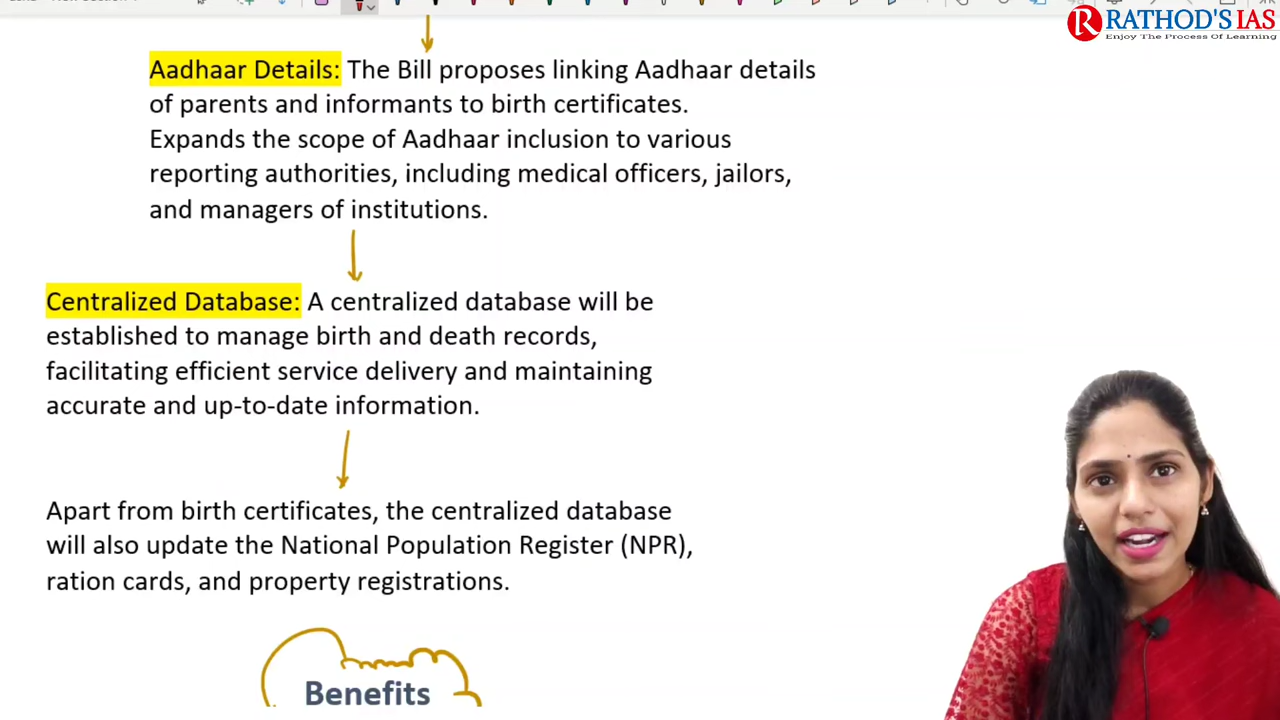 RATHOD'S IAS
Enjoy The Process Of Learning
Aadhaar Details: The Bill proposes linking Aadhaar details
of parents and informants to birth certificates.
Expands the scope of Aadhaar inclusion to various
reporting authorities, including medical officers, jailors,
and managers of institutions.
Centralized Database: A centralized database will be
established to manage birth and death records,
facilitating efficient service delivery and maintaining
accurate and up-to-date information.
Apart from birth certificates, the centralized database
will also update the National Population Register (NPR),
ration cards, and property registrations.
Benefits